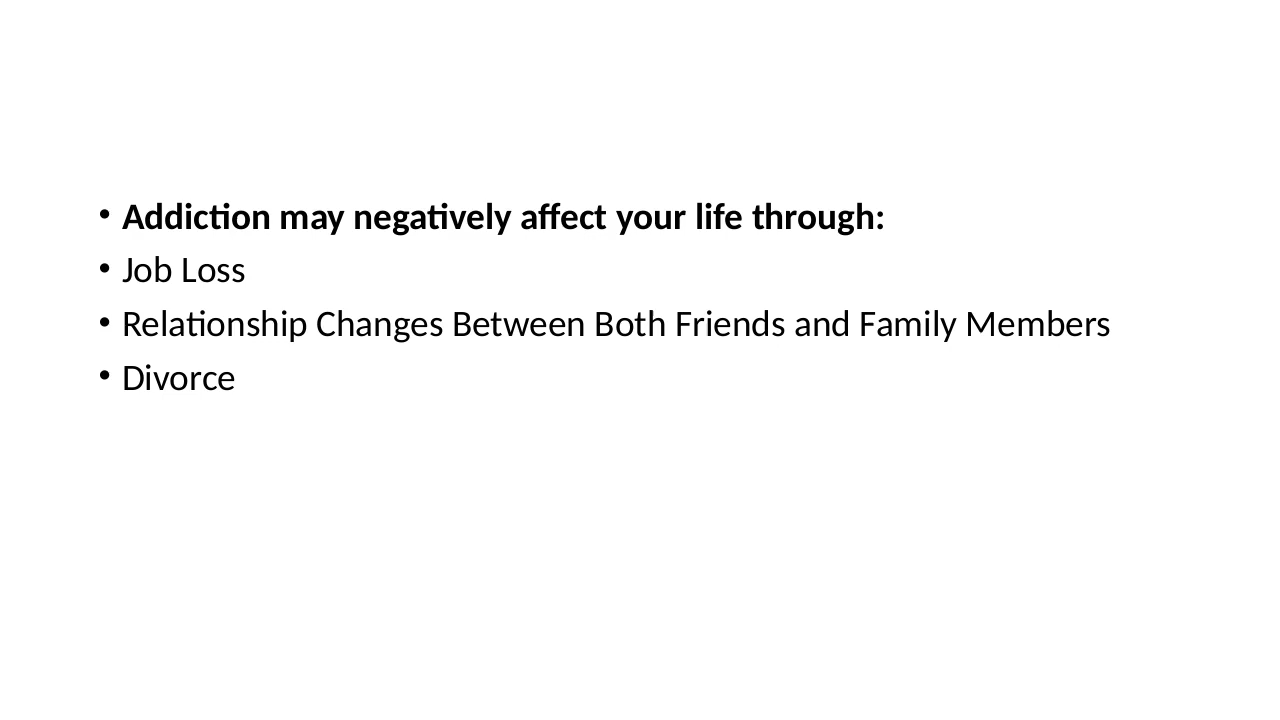 • Addiction may negatively affect your life through:
• Job Loss
• Relationship Changes Between Both Friends and Family Members
• Divorce